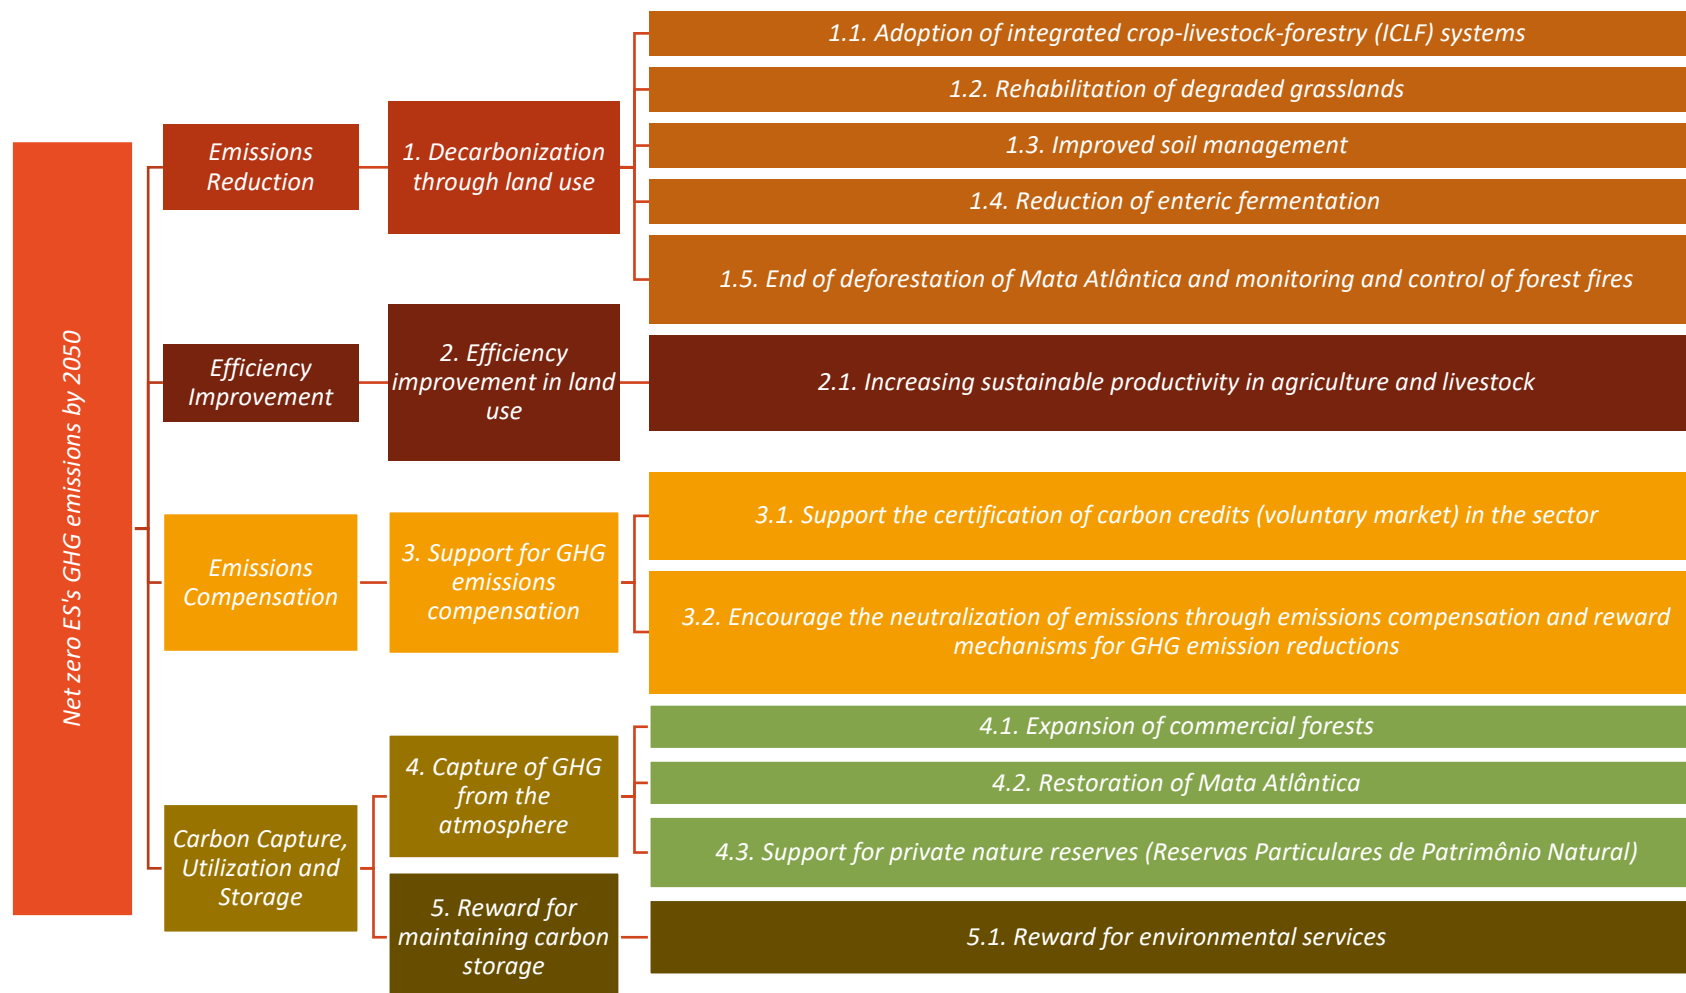 Net zero ES's GHG emissions by 2050
Emissions
Reduction
1. Decarbonization
through land use
1.1. Adoption of integrated crop-livestock-forestry (ICLF) systems
1.2. Rehabilitation of degraded grasslands
1.3. Improved soil management
1.4. Reduction of enteric fermentation
1.5. End of deforestation of Mata Atlântica and monitoring and control of forest fires
Efficiency
Improvement
2. Efficiency
improvement in land
use
2.1. Increasing sustainable productivity in agriculture and livestock
Emissions
Compensation
3. Support for GHG
emissions
compensation
3.1. Support the certification of carbon credits (voluntary market) in the sector
3.2. Encourage the neutralization of emissions through emissions compensation and reward
mechanisms for GHG emission reductions
Carbon Capture,
Utilization and
Storage
4. Capture of GHG
from the
atmosphere
4.1. Expansion of commercial forests
4.2. Restoration of Mata Atlântica
4.3. Support for private nature reserves (Reservas Particulares de Patrimônio Natural)
5. Reward for
maintaining carbon
storage
5.1. Reward for environmental services